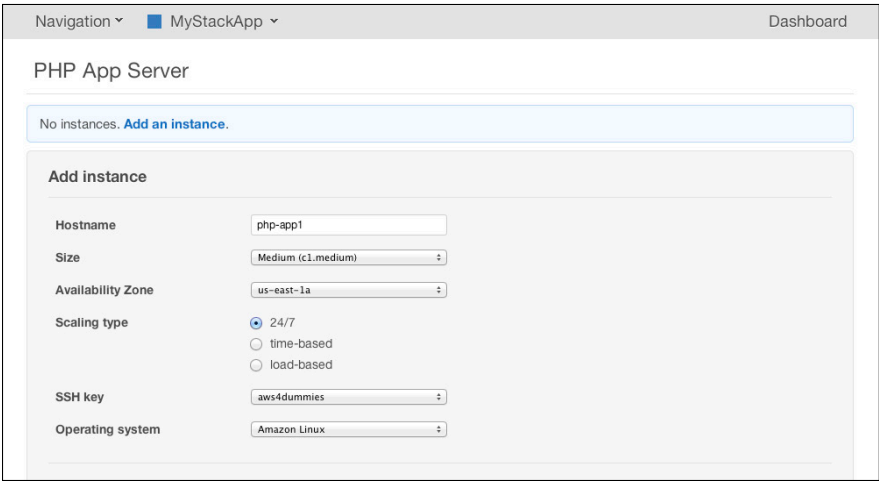 Navigation MyStackApp Dashboard
PHP App Server
No instances. Add an instance.
Add instance
Hostname php-app1
Size Medium (c1.medium)
Availability Zone us-east-1a
Scaling type 24/7
time-based
load-based
SSH key aws4dummies
Operating system Amazon Linux